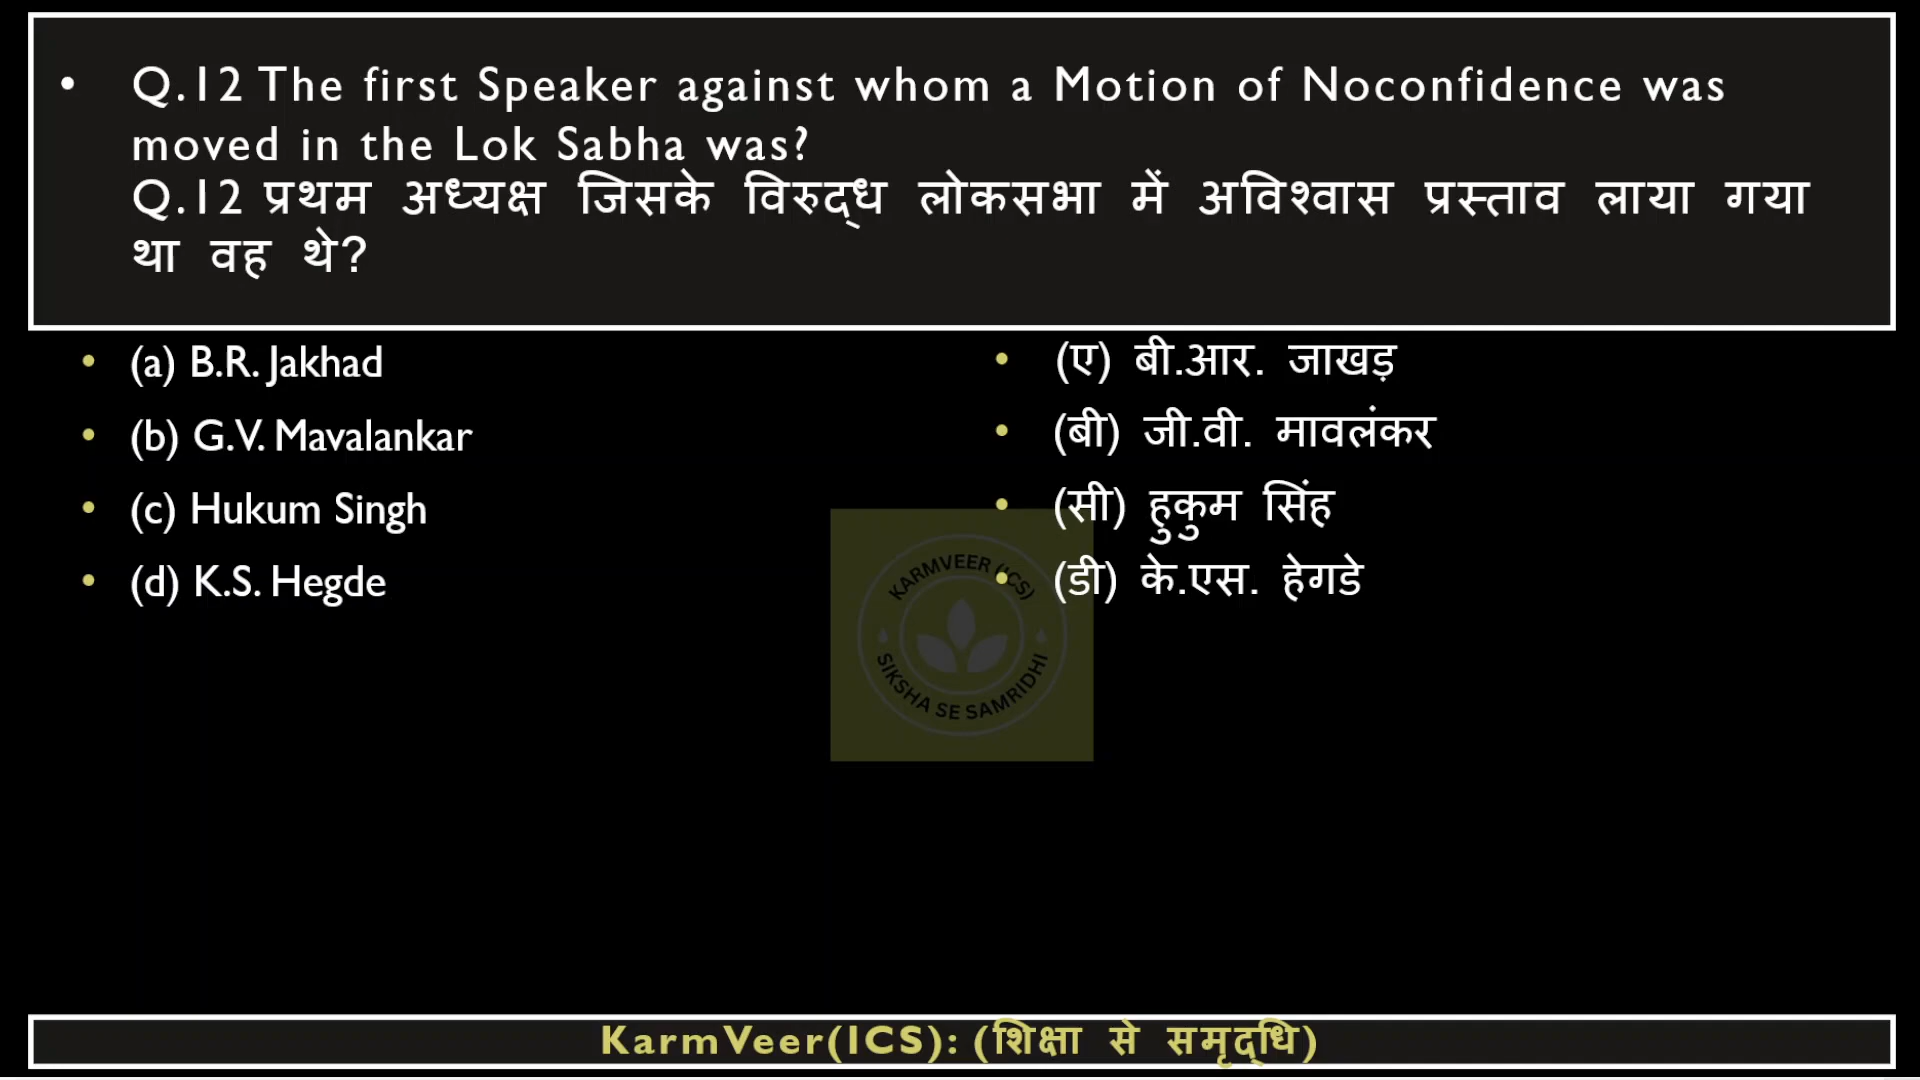 • Q.12 The first Speaker against whom a Motion of Noconfidence was
moved in the Lok Sabha was?
Q.12 प्रथम अध्यक्ष जिसके विरुद्ध लोकसभा में अविश्वास प्रस्ताव लाया गया
था वह थे?
• (a) B.R. Jakhad
• (b) G.V. Mavalankar
• (c) Hukum Singh
• (d) K.S. Hegde
• (ए) बी.आर. जाखड़
• (बी) जी.वी. मावलंकर
• (सी) हुकुम सिंह
• (डी) के.एस. हेगडे
KARMVEER (ICS)
SIKSHA SE SAMRIDHI
KarmVeer(ICS): (शिक्षा से समृद्धि)